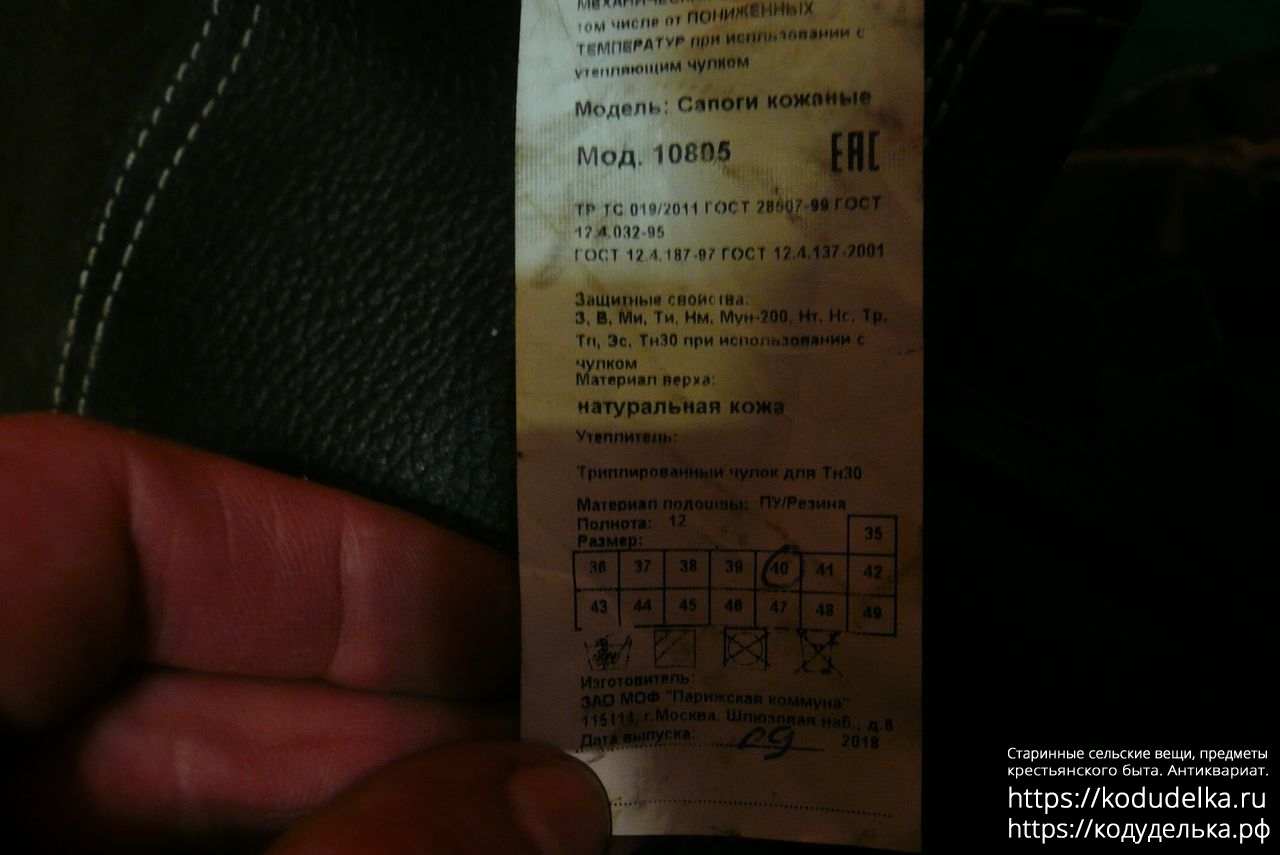 том числе от ПОНИЖЕННЫХ
ТЕМПЕРАТУР при использовании с
утепляющим чулком
Модель: Сапоги кожаные
Мод. 10805
EAC
ТР ТС 019/2011 ГОСТ 28507-99 ГОСТ
12.4.032-95
ГОСТ 12.4.187-97 ГОСТ 12.4.137-2001
Защитные свойства:
З, В, Ми, Ти, Нм, Мун-200, Нт, Нс, Тр,
Тп, Эс, Тн30 при использовании с
чулком
Материал верха:
натуральная кожа
Утеплитель:
Триплированный чулок для Тн30
Материал подошвы: ПУ/Резина
Полнота: 12
Размер:
35
36 37 38 39 40 41 42
43 44 45 46 47 48 49
Изготовитель:
ЗАО МОФ "Парижская коммуна"
115114, г.Москва, Шлюзовая наб., д.6
Дата выпуска: 09 2018
Старинные сельские вещи, предметы
крестьянского быта. Антиквариат.
https://kodudelka.ru
https://кодуделька.рф